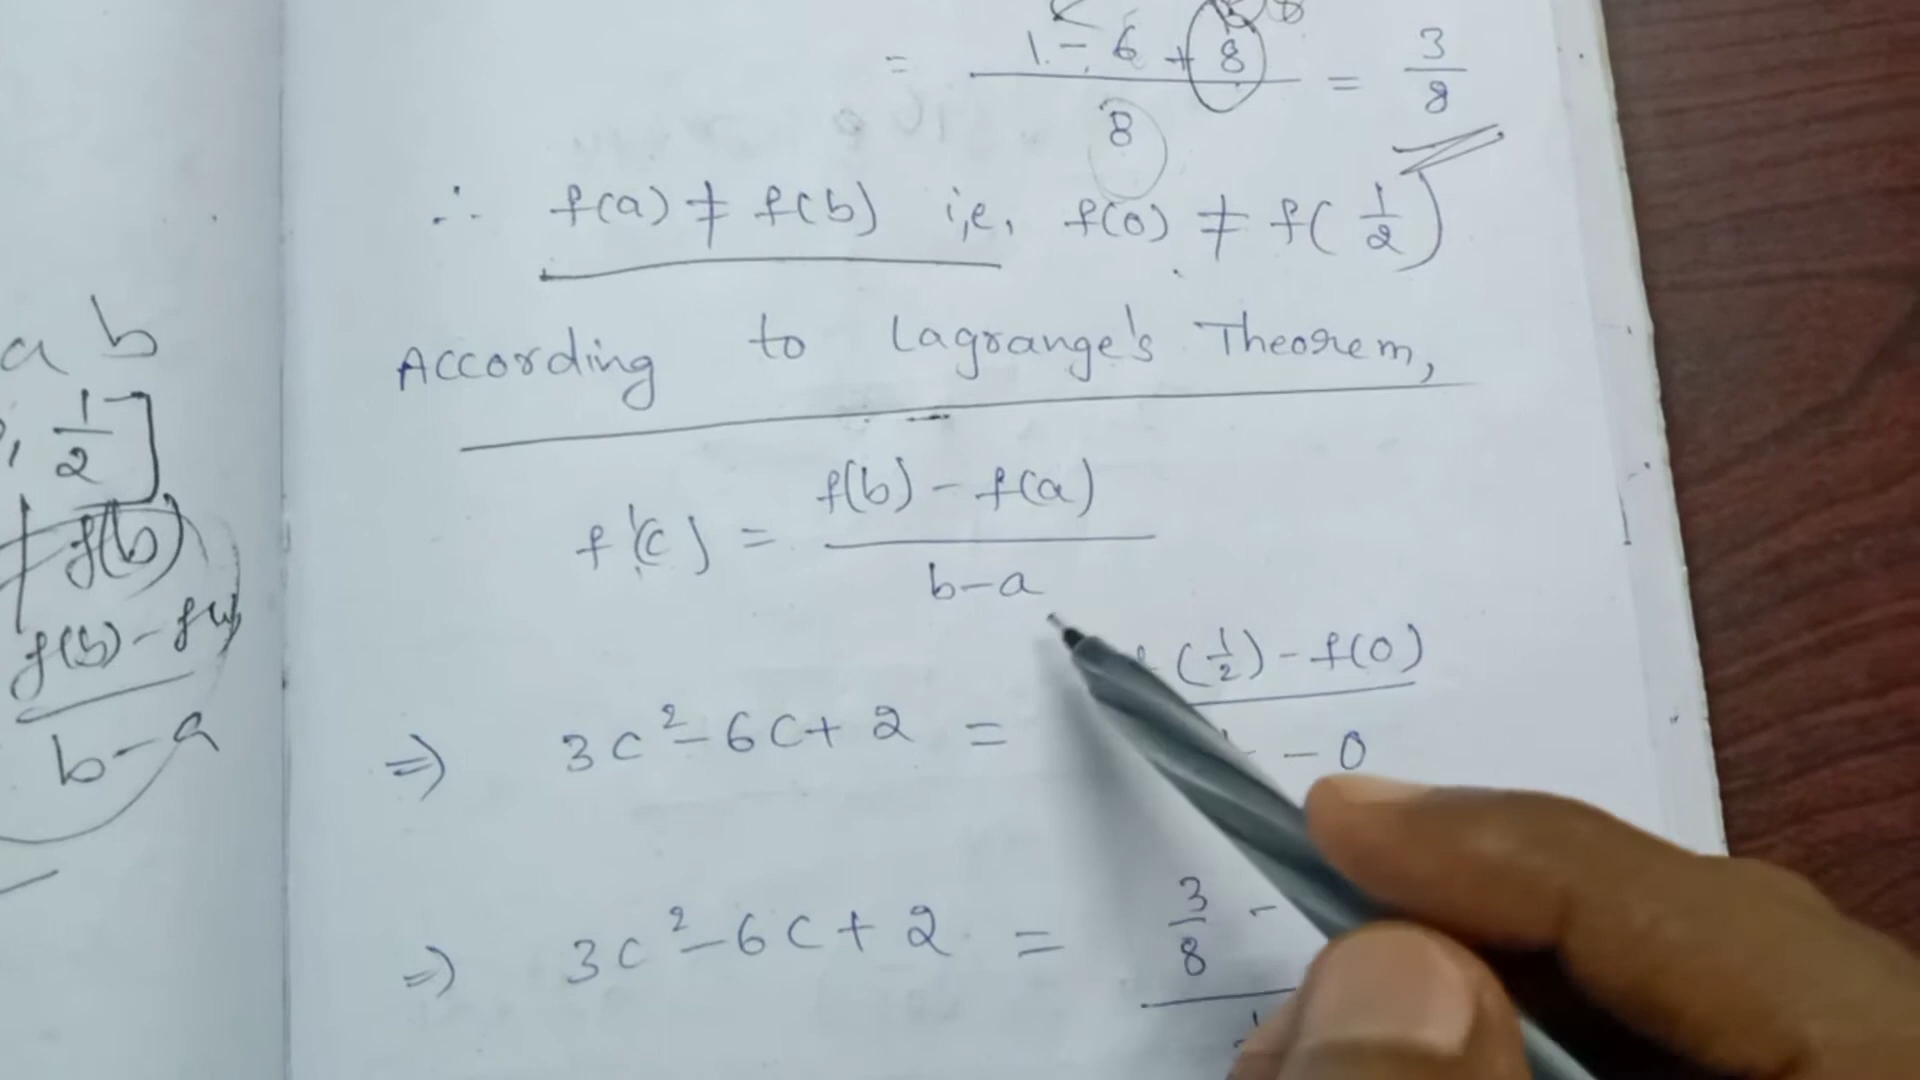 a b
1/2]
f(b)
f(b) -
b-a
= (1 - 6 + 8)/8 = 3/8
∴ f(a) ≠ f(b) i,e, f(0) ≠ f(1/2)
According to Lagrange's Theorem,
f'(c) = (f(b) - f(a))/(b-a)
⇒ 3c² - 6c + 2 = (1/2) - f(0)
- 0
⇒ 3c² - 6c + 2 = 3/8 -